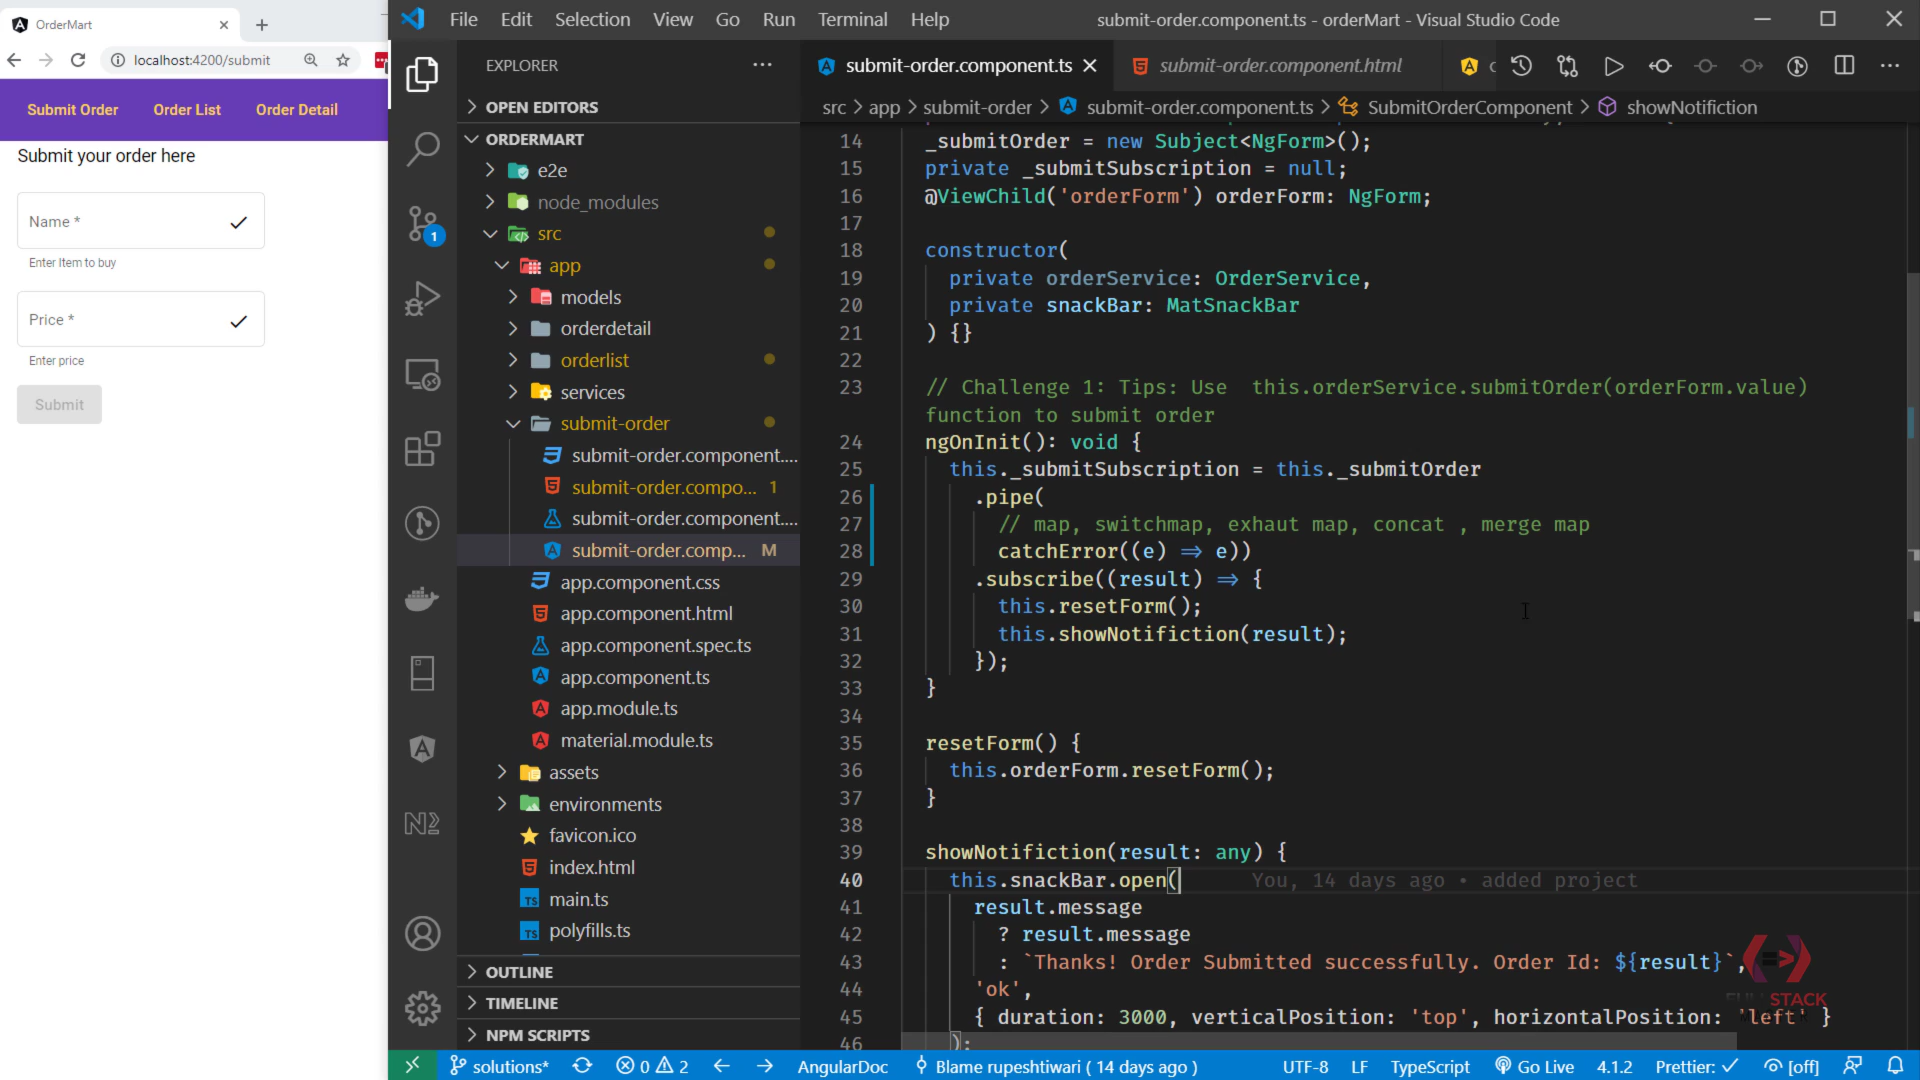 OrderMart
localhost:4200/submit
Submit Order Order List Order Detail
Submit your order here
Name *
Enter Item to buy
Price *
Enter price
Submit
File Edit Selection View Go Run Terminal Help
submit-order.component.ts - orderMart - Visual Studio Code
EXPLORER
OPEN EDITORS
ORDERMART
e2e
node_modules
src
app
models
orderdetail
orderlist
services
submit-order
submit-order.component....
submit-order.compo... 1
submit-order.component....
submit-order.comp... M
app.component.css
app.component.html
app.component.spec.ts
app.component.ts
app.module.ts
material.module.ts
assets
environments
favicon.ico
index.html
main.ts
polyfills.ts
OUTLINE
TIMELINE
NPM SCRIPTS
1
submit-order.component.ts
submit-order.component.html
src > app > submit-order > submit-order.component.ts > SubmitOrderComponent > showNotifiction
14 _submitOrder = new Subject<NgForm>();
15 private _submitSubscription = null;
16 @ViewChild('orderForm') orderForm: NgForm;
17
18 constructor(
19 private orderService: OrderService,
20 private snackBar: MatSnackBar
21 ) {}
22
23 // Challenge 1: Tips: Use  this.orderService.submitOrder(orderForm.value)
function to submit order
24 ngOnInit(): void {
25 this._submitSubscription = this._submitOrder
26 .pipe(
27 // map, switchmap, exhaut map, concat , merge map
28 catchError((e) => e))
29 .subscribe((result) => {
30 this.resetForm();
31 this.showNotifiction(result);
32 });
33 }
34
35 resetForm() {
36 this.orderForm.resetForm();
37 }
38
39 showNotifiction(result: any) {
40 this.snackBar.open( You, 14 days ago • added project
41 result.message
42 ? result.message
43 : `Thanks! Order Submitted successfully. Order Id: ${result}`,
44 'ok',
45 { duration: 3000, verticalPosition: 'top', horizontalPosition: 'left' }
46 );
STACK
solutions* 0 2 AngularDoc Blame rupeshtiwari ( 14 days ago ) UTF-8 LF TypeScript Go Live 4.1.2 Prettier: ✓ [off]